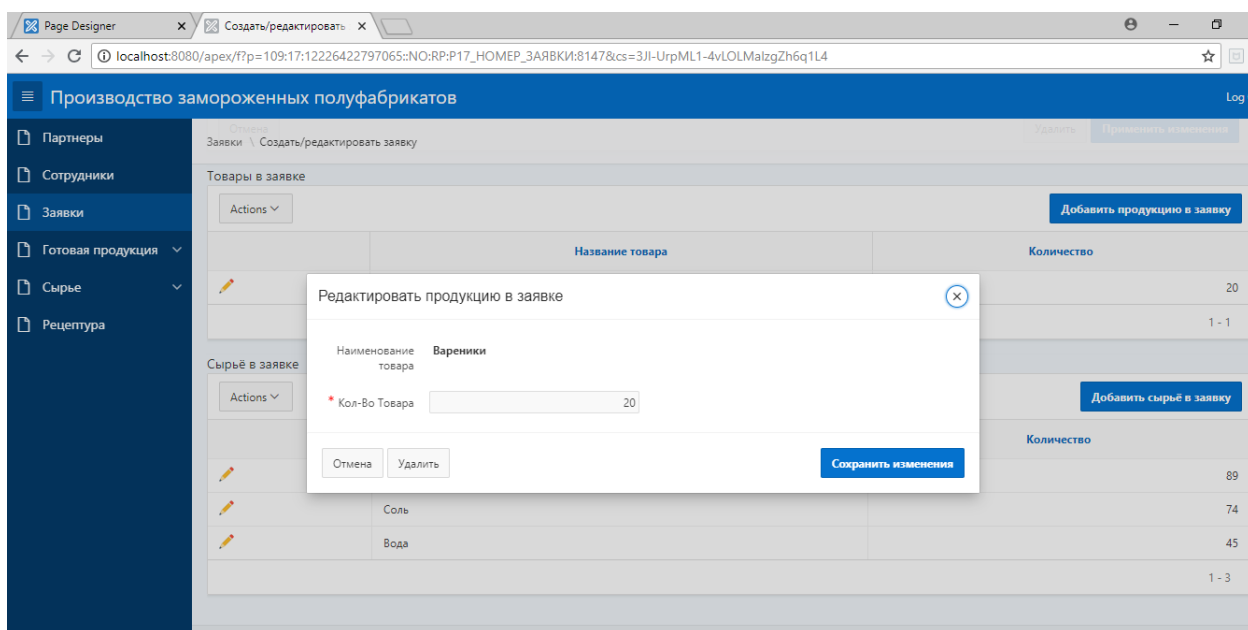 Page Designer
Создать/редактировать
localhost:8080/apex/f?p=109:17:12226422797065::NO:RP:P17_НОМЕР_ЗАЯВКИ:8147&cs=3JI-UrpML1-4vLOLMalzgZh6q1L4
Производство замороженных полуфабрикатов
Log
Партнеры
Сотрудники
Заявки
Готовая продукция
Сырье
Рецептура
Отмена
Удалить
Применить изменения
Заявки \ Создать/редактировать заявку
Товары в заявке
Actions
Добавить продукцию в заявку
Название товара
Количество
20
1 - 1
Редактировать продукцию в заявке
Наименование товара
Вареники
* Кол-Во Товара
20
Отмена
Удалить
Сохранить изменения
Сырьё в заявке
Actions
Добавить сырьё в заявку
Количество
89
Соль
74
Вода
45
1 - 3